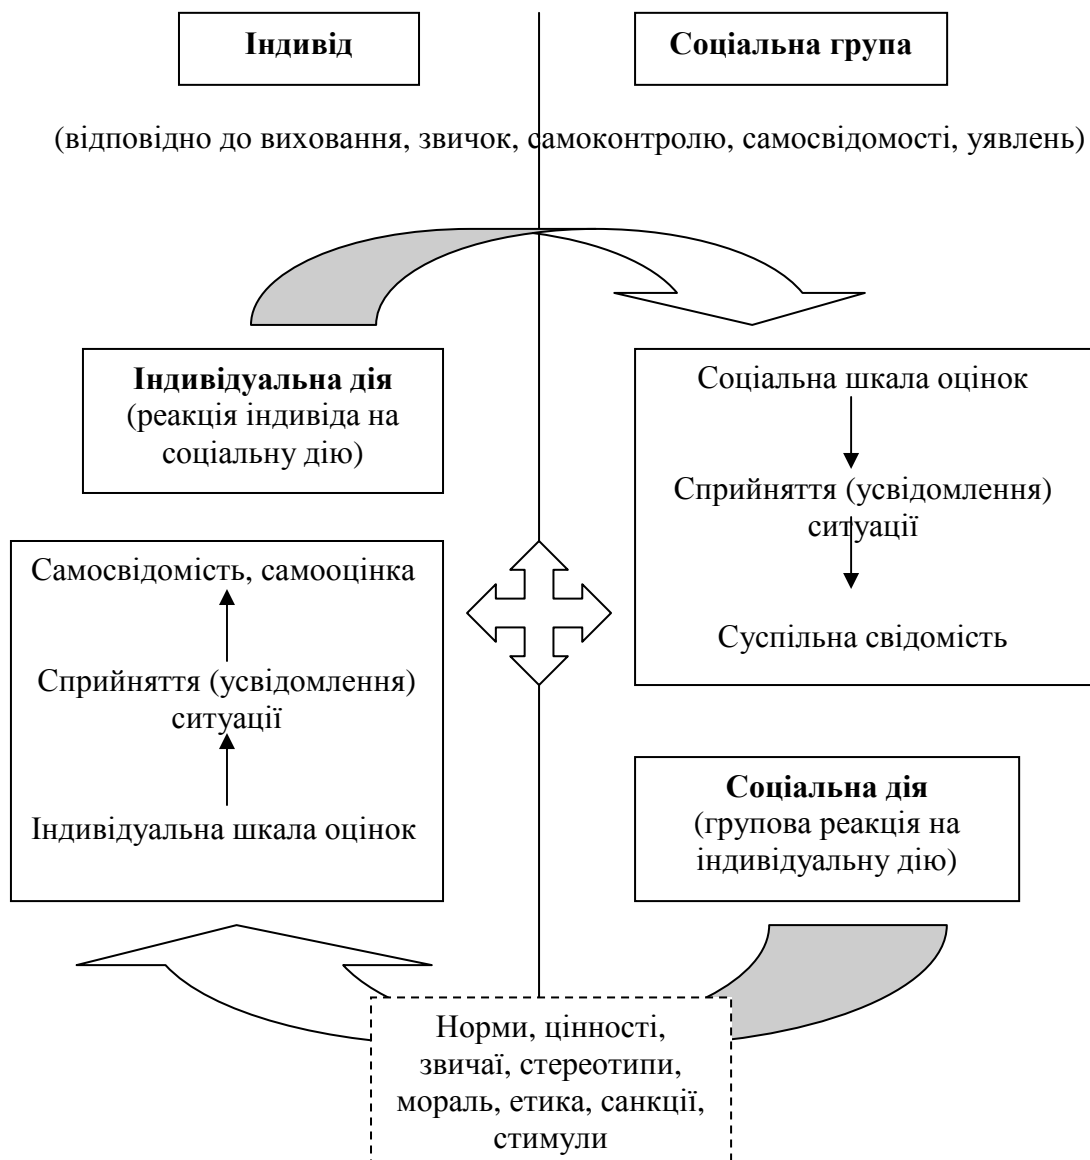 Індивід
Соціальна група
(відповідно до виховання, звичок, самоконтролю, самосвідомості, уявлень)
Індивідуальна дія
(реакція індивіда на
соціальну дію)
Соціальна шкала оцінок
Сприйняття (усвідомлення)
ситуації
Суспільна свідомість
Самосвідомість, самооцінка
Сприйняття (усвідомлення)
ситуації
Індивідуальна шкала оцінок
Соціальна дія
(групова реакція на
індивідуальну дію)
Норми, цінності,
звичаї, стереотипи,
мораль, етика, санкції,
стимули